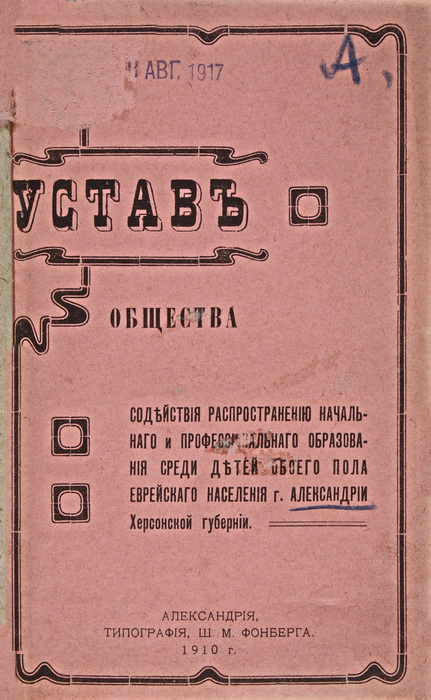 АВГ. 1917
А,
УСТАВЪ
ОБЩЕСТВА
СОДѢЙСТВІЯ РАСПРОСТРАНЕНІЮ НАЧАЛЬ-
НАГО и ПРОФЕССІОНАЛЬНАГО ОБРАЗОВА-
НІЯ СРЕДИ ДѢТЕЙ ОБОЕГО ПОЛА
ЕВРЕЙСКАГО НАСЕЛЕНІЯ г. АЛЕКСАНДРІИ
Херсонской губерніи.
АЛЕКСАНДРІЯ,
ТИПОГРАФІЯ, Ш. М. ФОНБЕРГА.
1910 г.